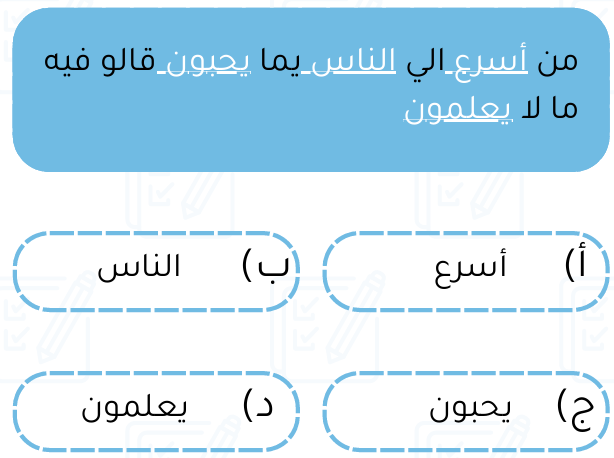 من أسرع الي الناس يما يحبون قالو فيه
ما لا يعلمون
أ) أسرع
ب) الناس
ج) يحبون
د) يعلمون